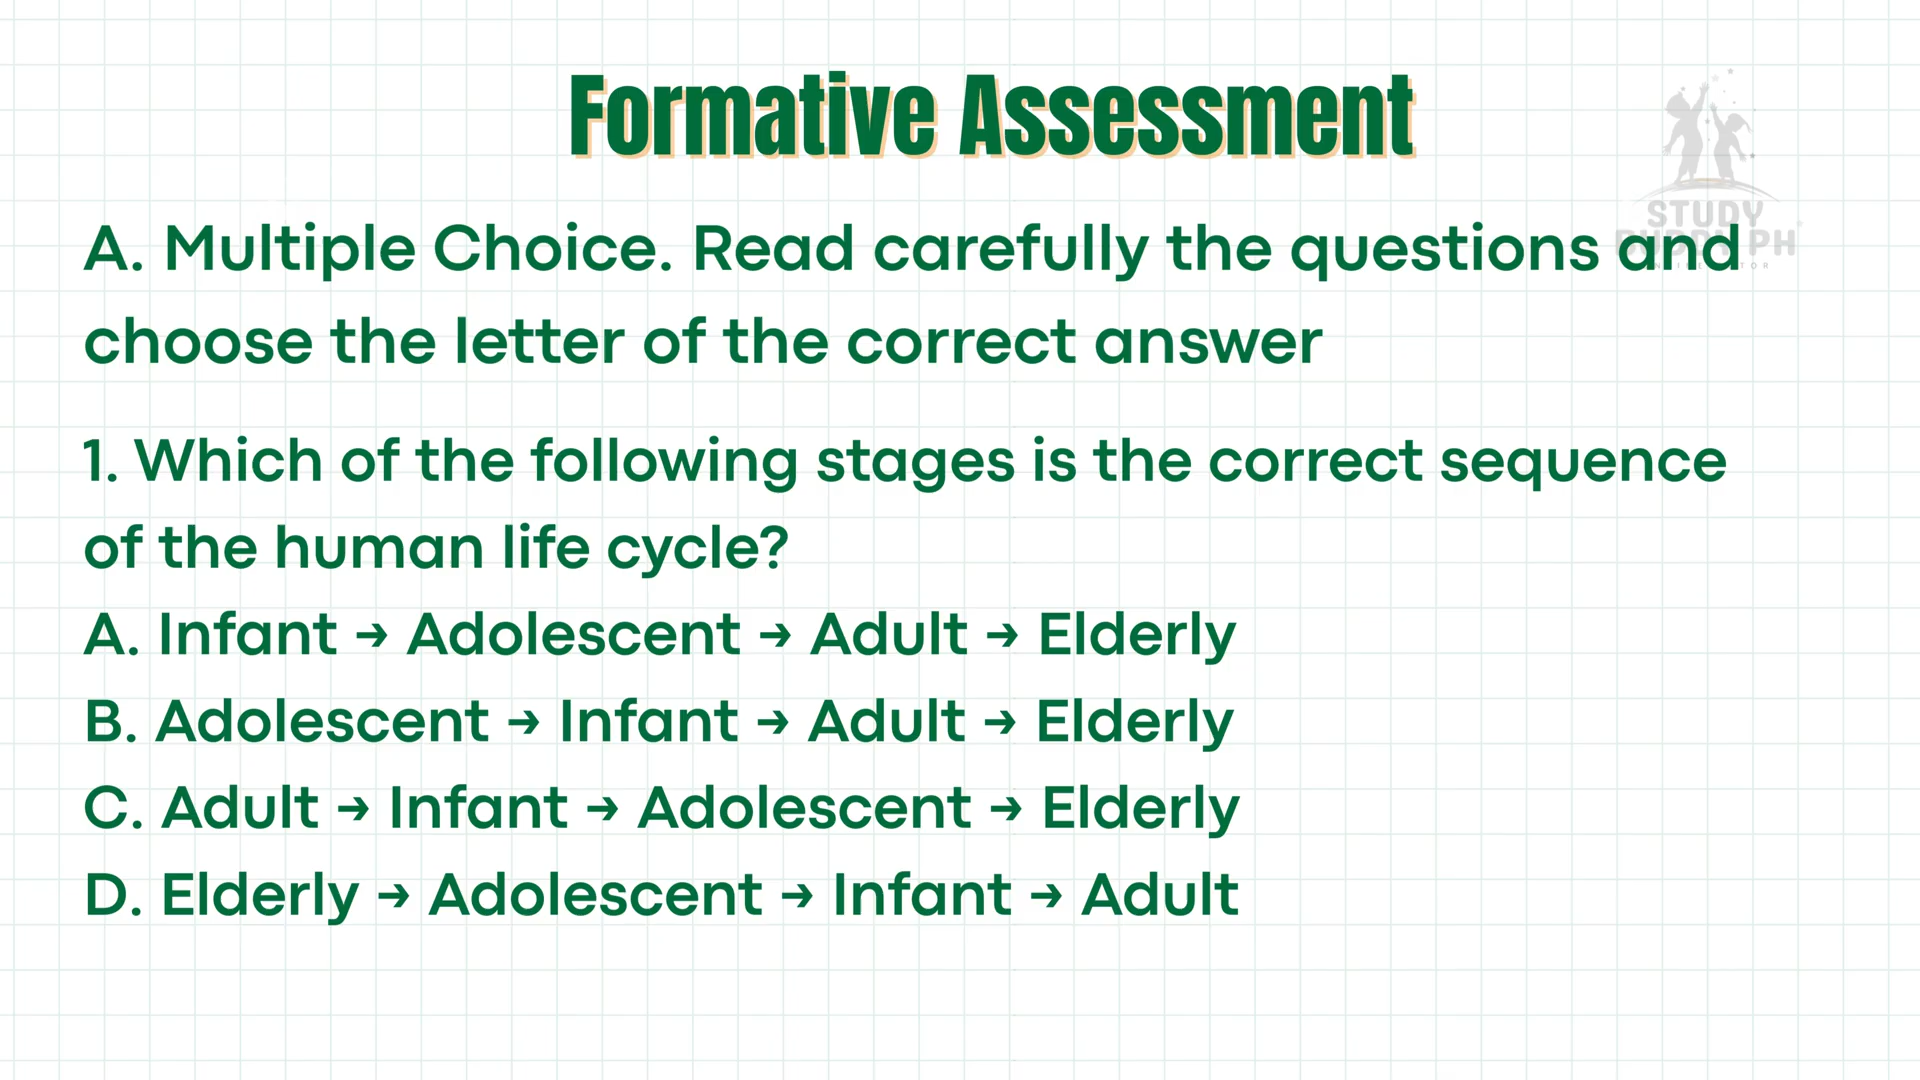 Formative Assessment
STUDY
A. Multiple Choice. Read carefully the questions and
choose the letter of the correct answer
1. Which of the following stages is the correct sequence
of the human life cycle?
A. Infant → Adolescent → Adult → Elderly
B. Adolescent → Infant → Adult → Elderly
C. Adult → Infant → Adolescent → Elderly
D. Elderly → Adolescent → Infant → Adult